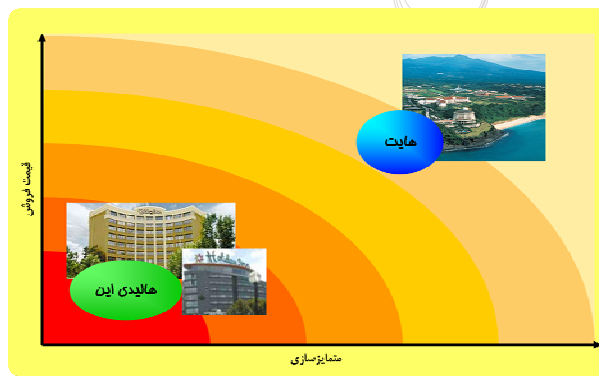 قیمت فروش
هایت
هالیدی این
متمایزسازی